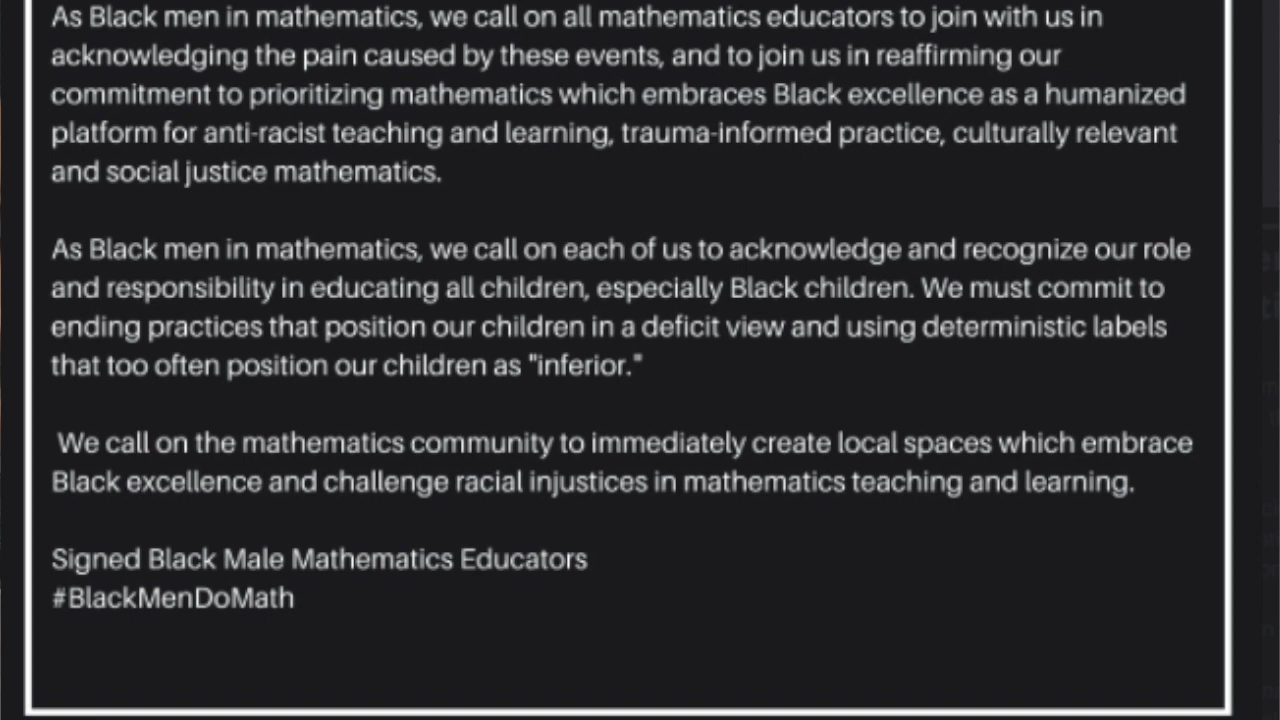 As Black men in mathematics, we call on all mathematics educators to join with us in
acknowledging the pain caused by these events, and to join us in reaffirming our
commitment to prioritizing mathematics which embraces Black excellence as a humanized
platform for anti-racist teaching and learning, trauma-informed practice, culturally relevant
and social justice mathematics.
As Black men in mathematics, we call on each of us to acknowledge and recognize our role
and responsibility in educating all children, especially Black children. We must commit to
ending practices that position our children in a deficit view and using deterministic labels
that too often position our children as "inferior."
We call on the mathematics community to immediately create local spaces which embrace
Black excellence and challenge racial injustices in mathematics teaching and learning.
Signed Black Male Mathematics Educators
#BlackMenDoMath